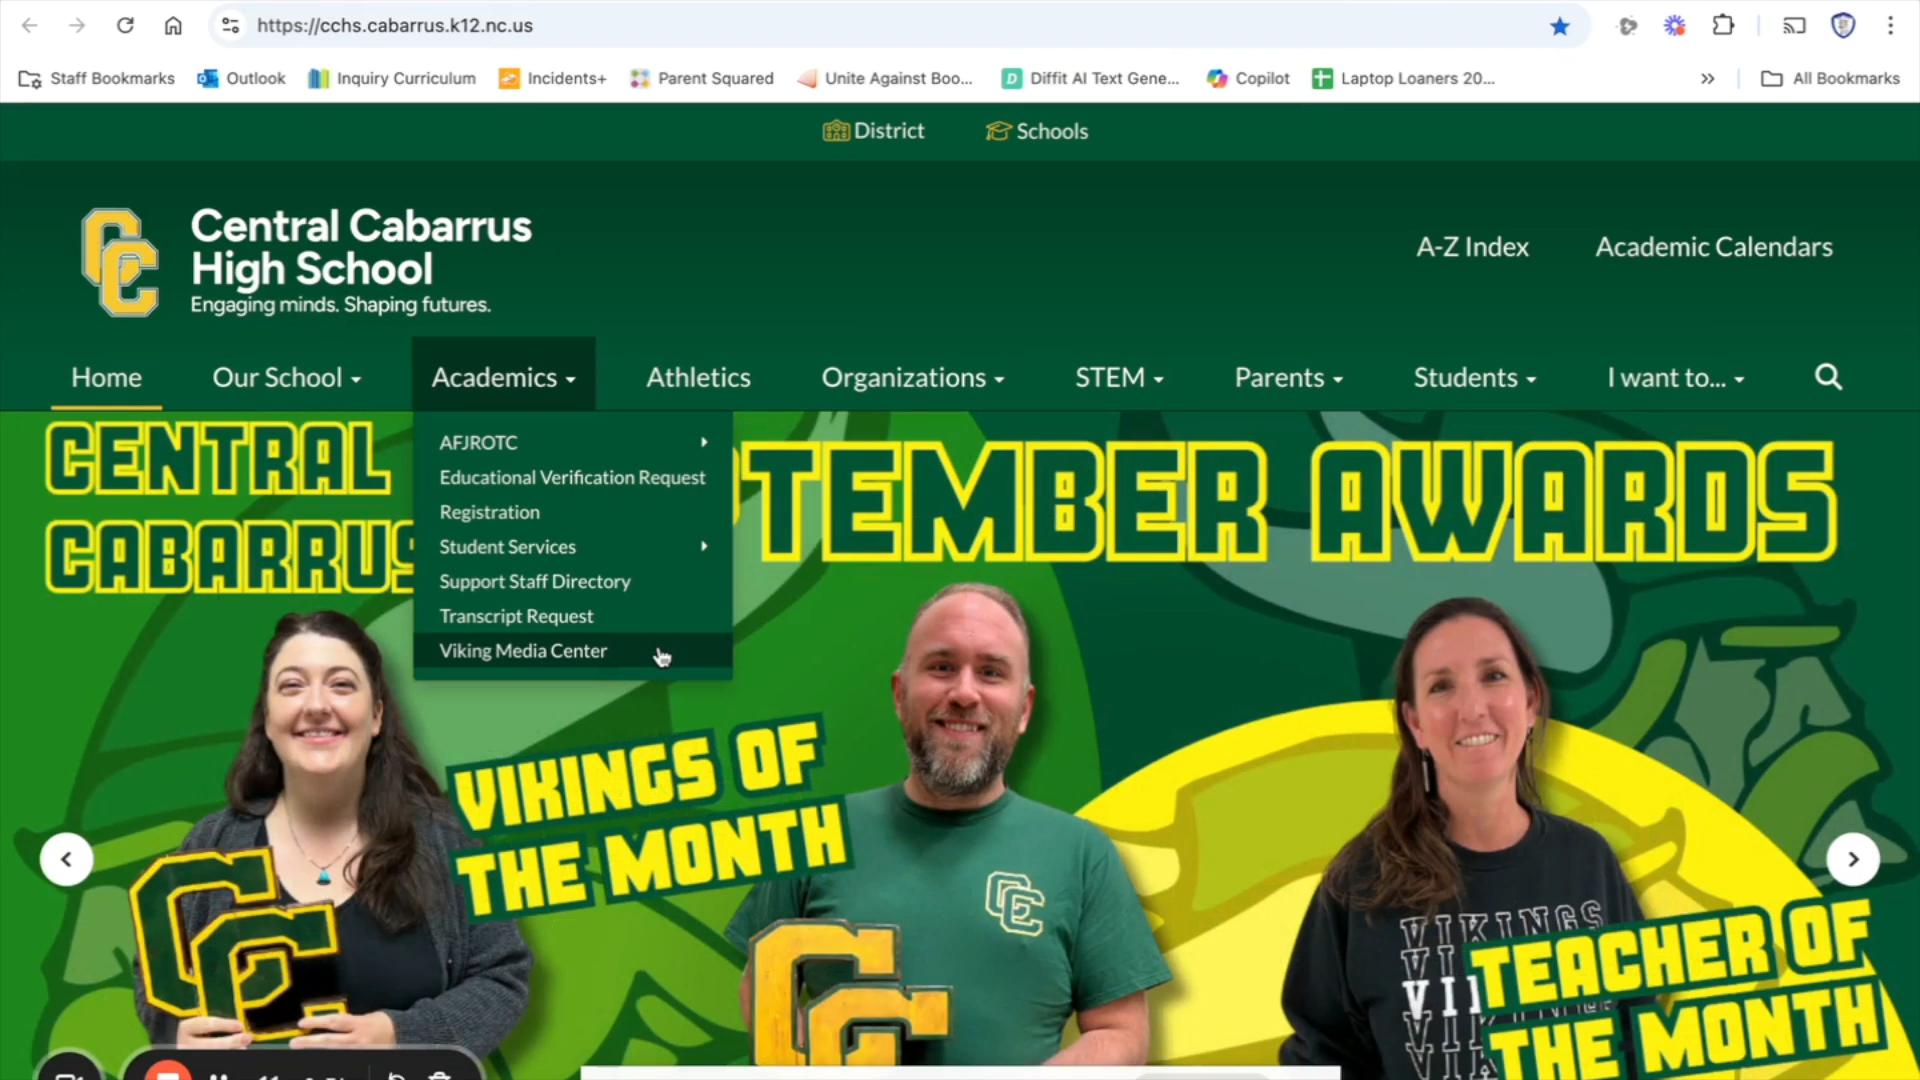 https://cchs.cabarrus.k12.nc.us
Staff Bookmarks
Outlook
Inquiry Curriculum
Incidents+
Parent Squared
Unite Against Boo...
Diffit AI Text Gene...
Copilot
Laptop Loaners 20...
All Bookmarks
District
Schools
Central Cabarrus
High School
Engaging minds. Shaping futures.
A-Z Index
Academic Calendars
Home
Our School
Academics
Athletics
Organizations
STEM
Parents
Students
I want to...
AFJROTC
Educational Verification Request
Registration
Student Services
Support Staff Directory
Transcript Request
Viking Media Center
CENTRAL
CABARRUS
PTEMBER AWARDS
VIKINGS OF
THE MONTH
CC
VIKINGS
TEACHER OF
THE MONTH